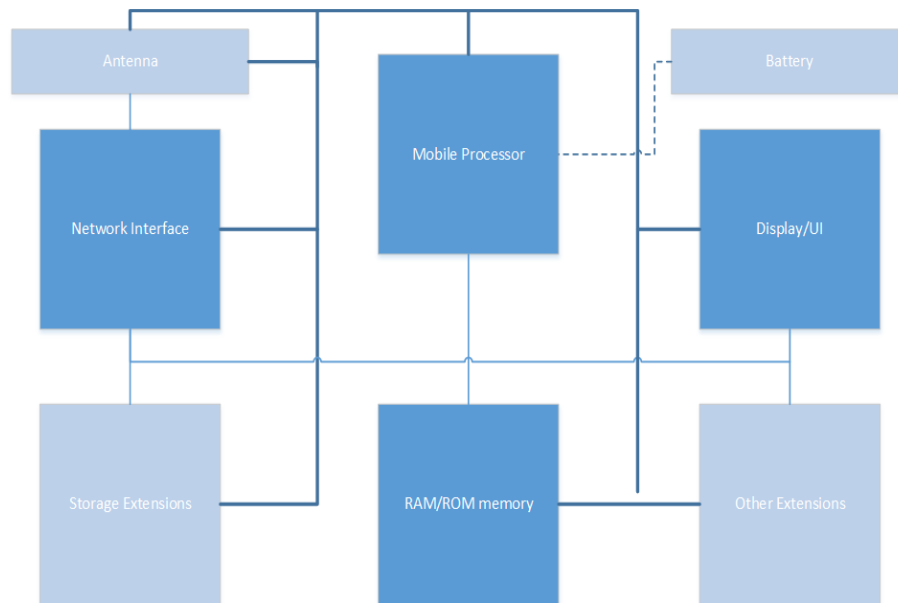 Antenna
Battery
Mobile Processor
Network Interface
Display/UI
Storage Extensions
RAM/ROM memory
Other Extensions